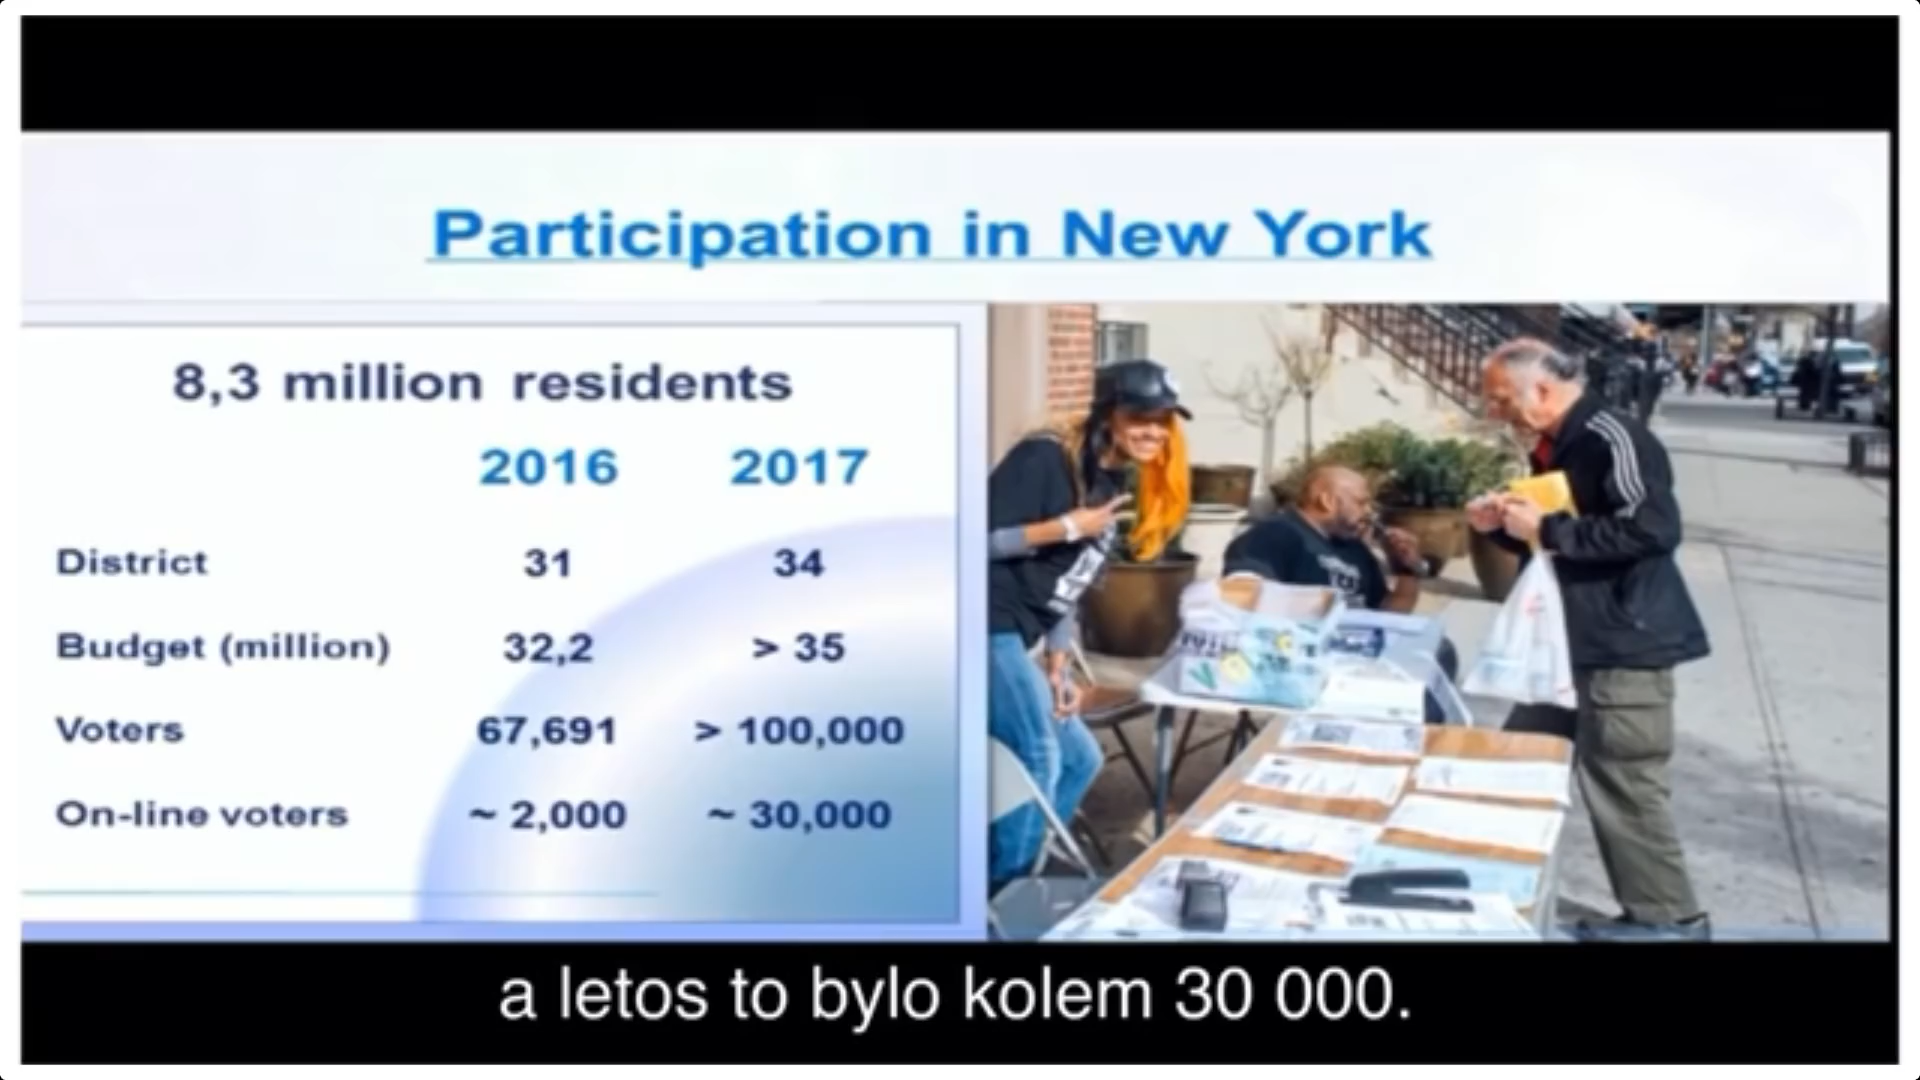 Participation in New York
8,3 million residents
2016 2017
District 31 34
Budget (million) 32,2 > 35
Voters 67,691 > 100,000
On-line voters ~ 2,000 ~ 30,000
a letos to bylo kolem 30 000.